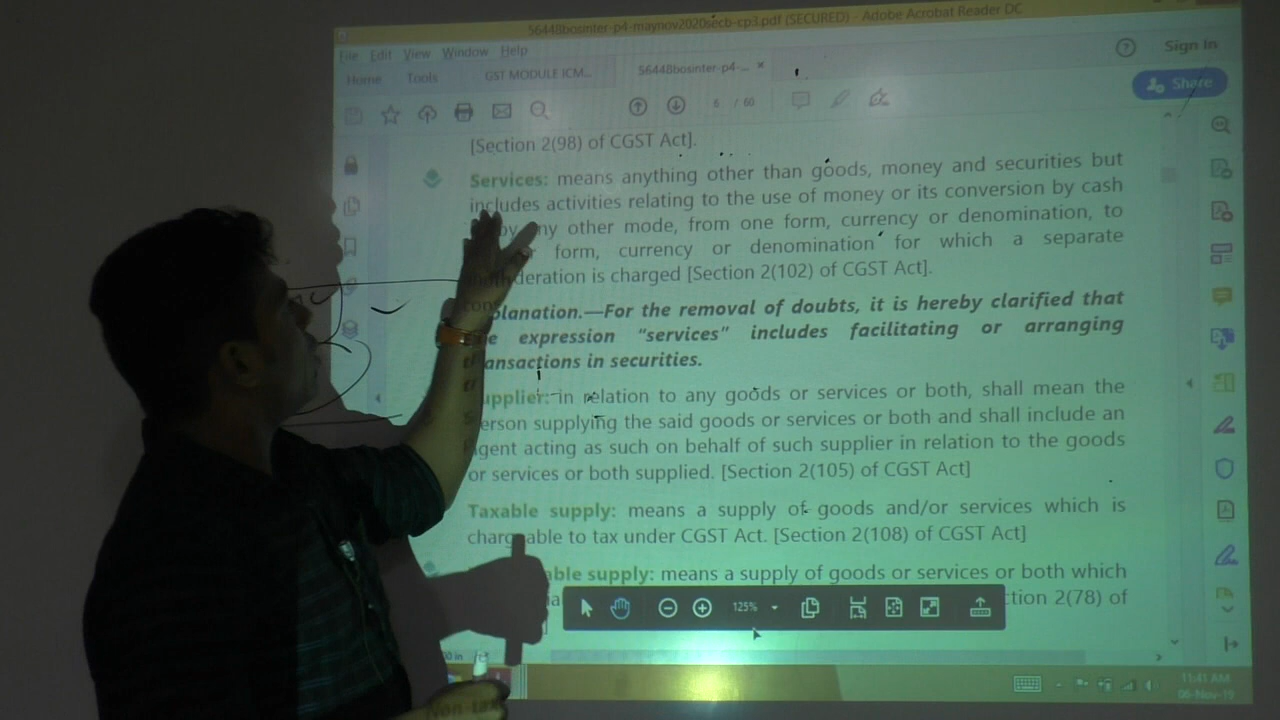 56448bosinter-p4-maynov2020secb-cp3.pdf (SECURED) - Adobe Acrobat Reader DC
File Edit View Window Help
Sign In
Home Tools GST MODULE ICM... 56448bosinter-p4-... ×
Share
6 / 60
[Section 2(98) of CGST Act].
Services: means anything other than goods, money and securities but
includes activities relating to the use of money or its conversion by cash
by any other mode, from one form, currency or denomination, to
form, currency or denomination for which a separate
deration is charged [Section 2(102) of CGST Act].
planation.—For the removal of doubts, it is hereby clarified that
expression "services" includes facilitating or arranging
ansactions in securities.
upplier: in relation to any goods or services or both, shall mean the
erson supplying the said goods or services or both and shall include an
gent acting as such on behalf of such supplier in relation to the goods
or services or both supplied. [Section 2(105) of CGST Act]
Taxable supply: means a supply of goods and/or services which is
chargeable to tax under CGST Act. [Section 2(108) of CGST Act]
able supply: means a supply of goods or services or both which
ction 2(78) of
125%
11:41 AM
06-Nov-19